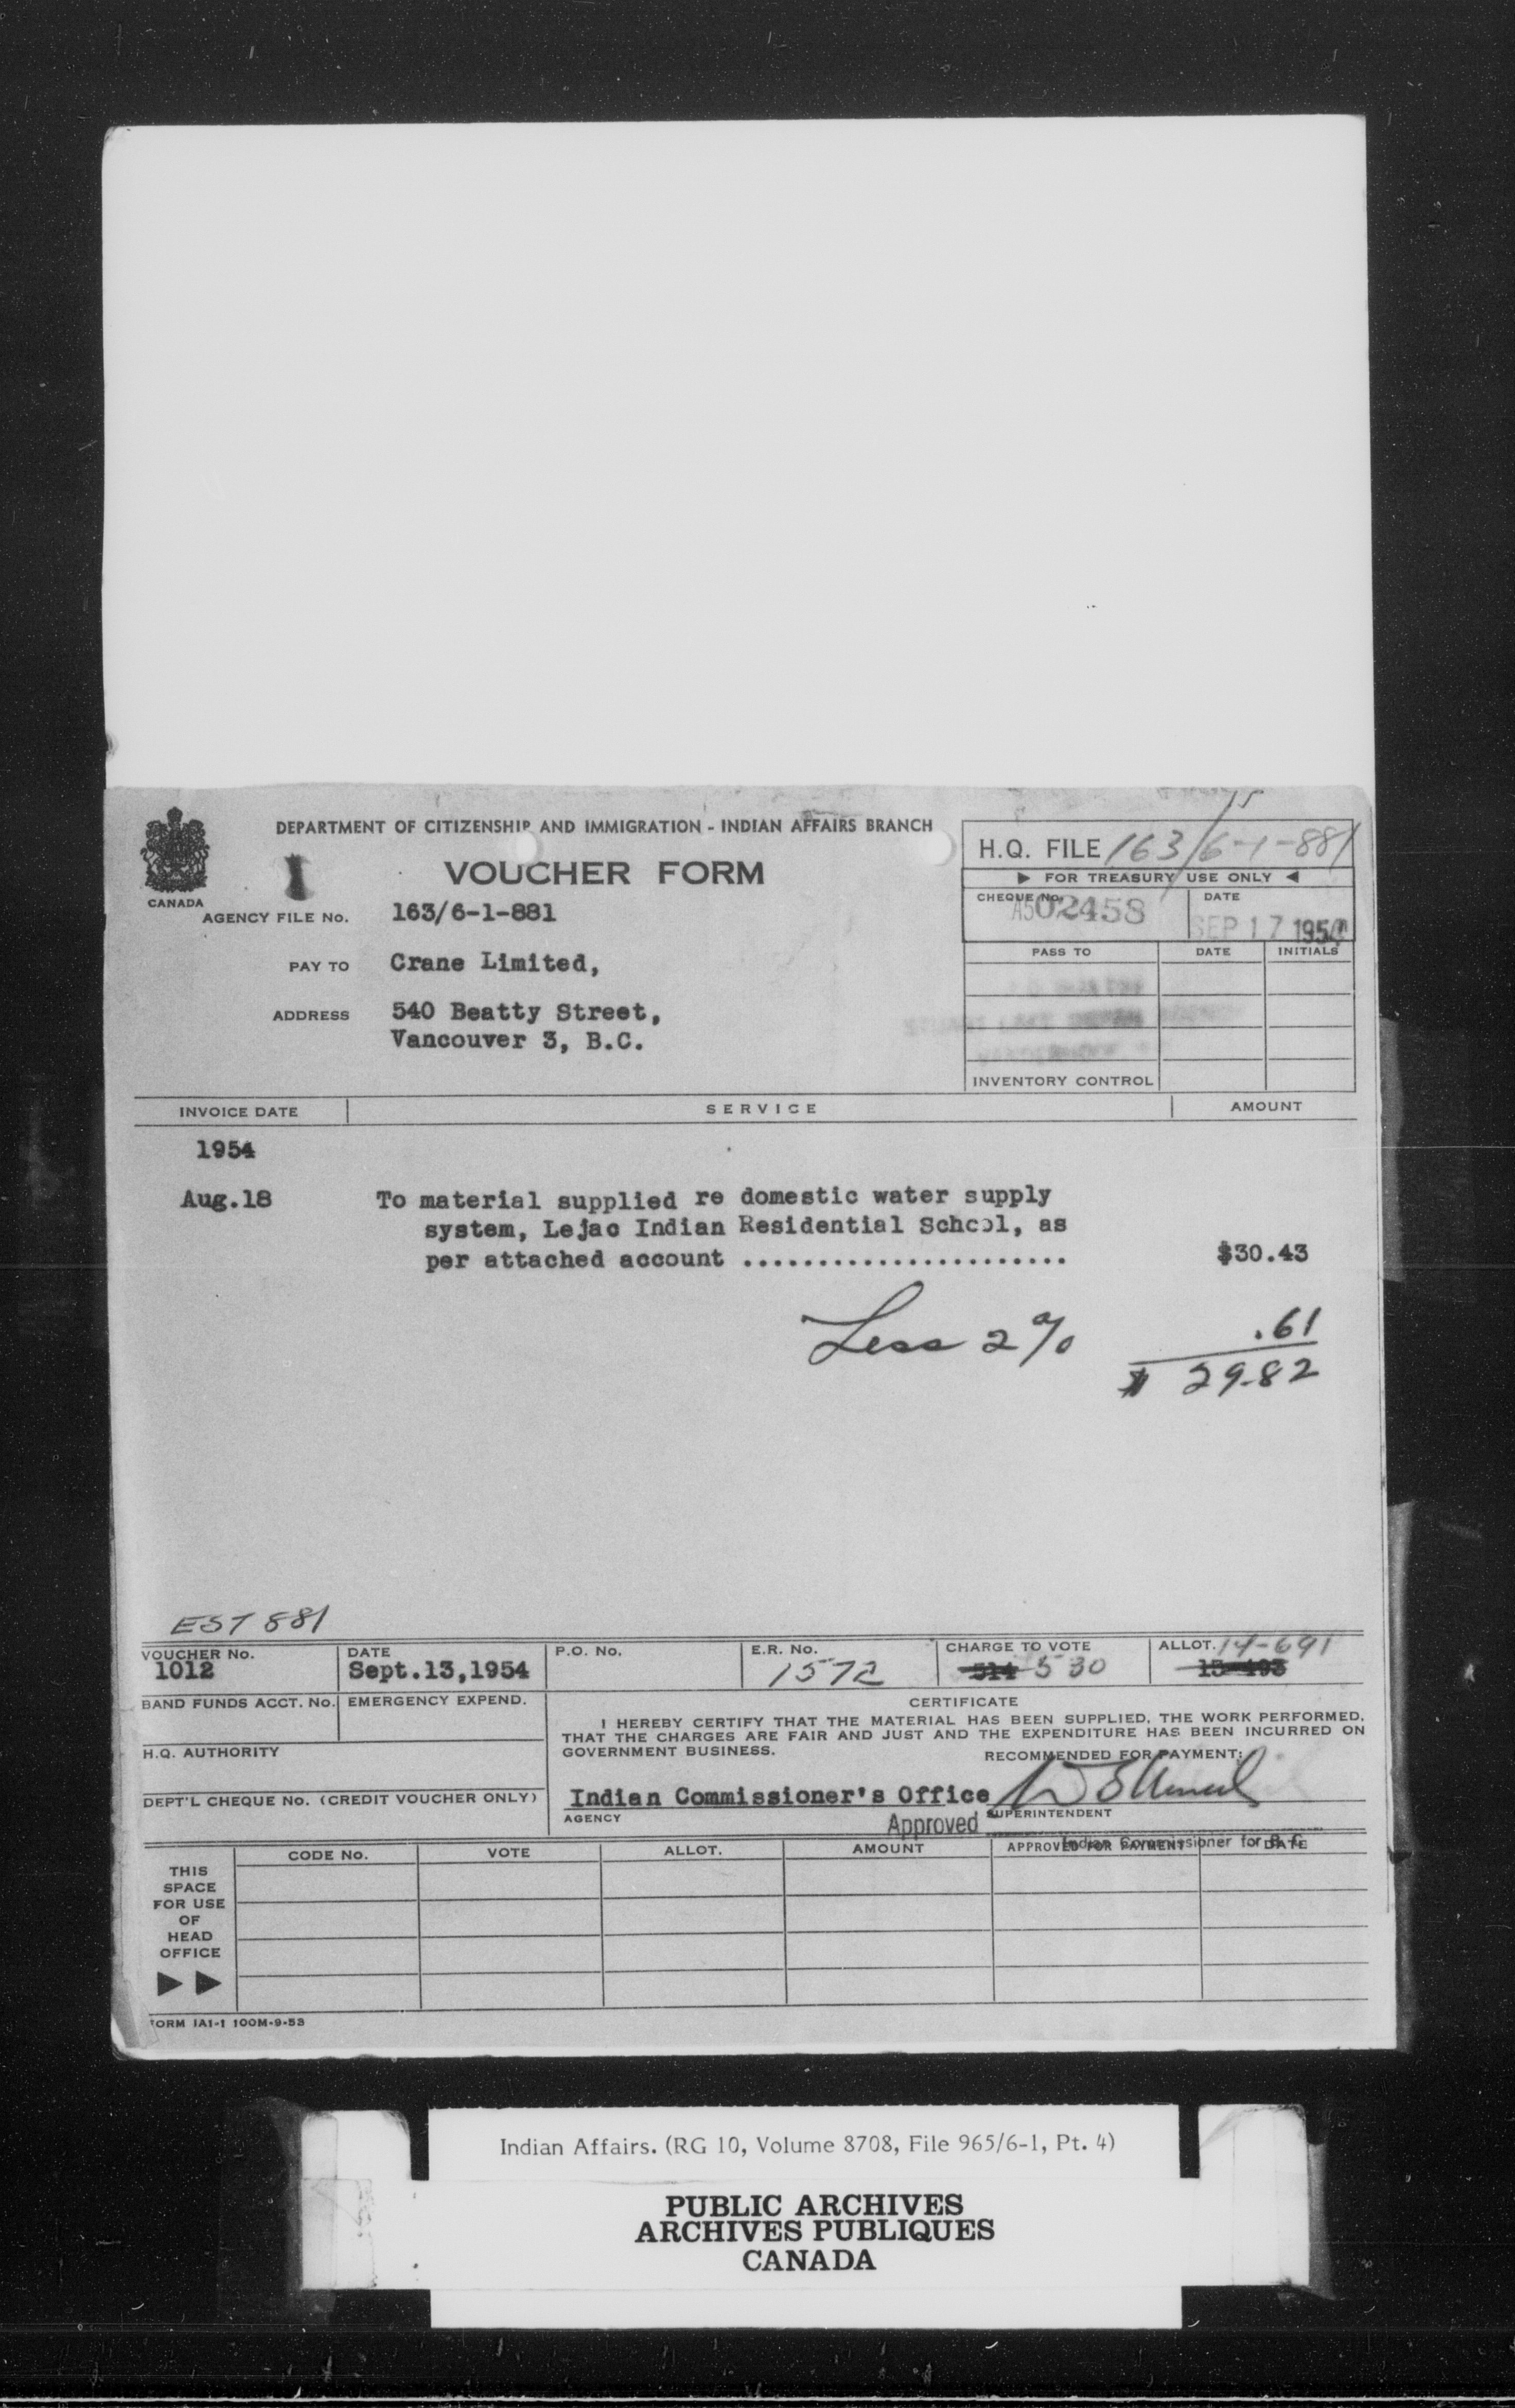 15
DEPARTMENT OF CITIZENSHIP AND IMMIGRATION - INDIAN AFFAIRS BRANCH
H.Q. FILE 163/6-1-881
1
VOUCHER FORM
▶ FOR TREASURY USE ONLY ◀
CANADA
CHEQUE No. A502458
DATE SEP 17 1954
AGENCY FILE No. 163/6-1-881
PASS TO DATE INITIALS
PAY TO Crane Limited,
ADDRESS 540 Beatty Street,
Vancouver 3, B.C.
INVENTORY CONTROL
INVOICE DATE SERVICE AMOUNT
1954
Aug.18 To material supplied re domestic water supply
system, Lejac Indian Residential School, as
per attached account ...................... $30.43
Less 2% .61
$ 29.82
EST 881
VOUCHER No. DATE P.O. No. E.R. No. CHARGE TO VOTE ALLOT. 14-691
1012 Sept.13,1954 1572 514 530 15-493
BAND FUNDS ACCT. No. EMERGENCY EXPEND. CERTIFICATE
I HEREBY CERTIFY THAT THE MATERIAL HAS BEEN SUPPLIED, THE WORK PERFORMED,
THAT THE CHARGES ARE FAIR AND JUST AND THE EXPENDITURE HAS BEEN INCURRED ON
GOVERNMENT BUSINESS.
H.Q. AUTHORITY
RECOMMENDED FOR PAYMENT:
DEPT'L CHEQUE No. (CREDIT VOUCHER ONLY)
Indian Commissioner's Office
AGENCY
SUPERINTENDENT
Approved
Indian Commissioner for B. C.
CODE No. VOTE ALLOT. AMOUNT APPROVED FOR PAYMENT DATE
THIS
SPACE
FOR USE
OF
HEAD
OFFICE
▶ ▶
FORM IA1-1 100M-9-53
Indian Affairs. (RG 10, Volume 8708, File 965/6-1, Pt. 4)
PUBLIC ARCHIVES
ARCHIVES PUBLIQUES
CANADA